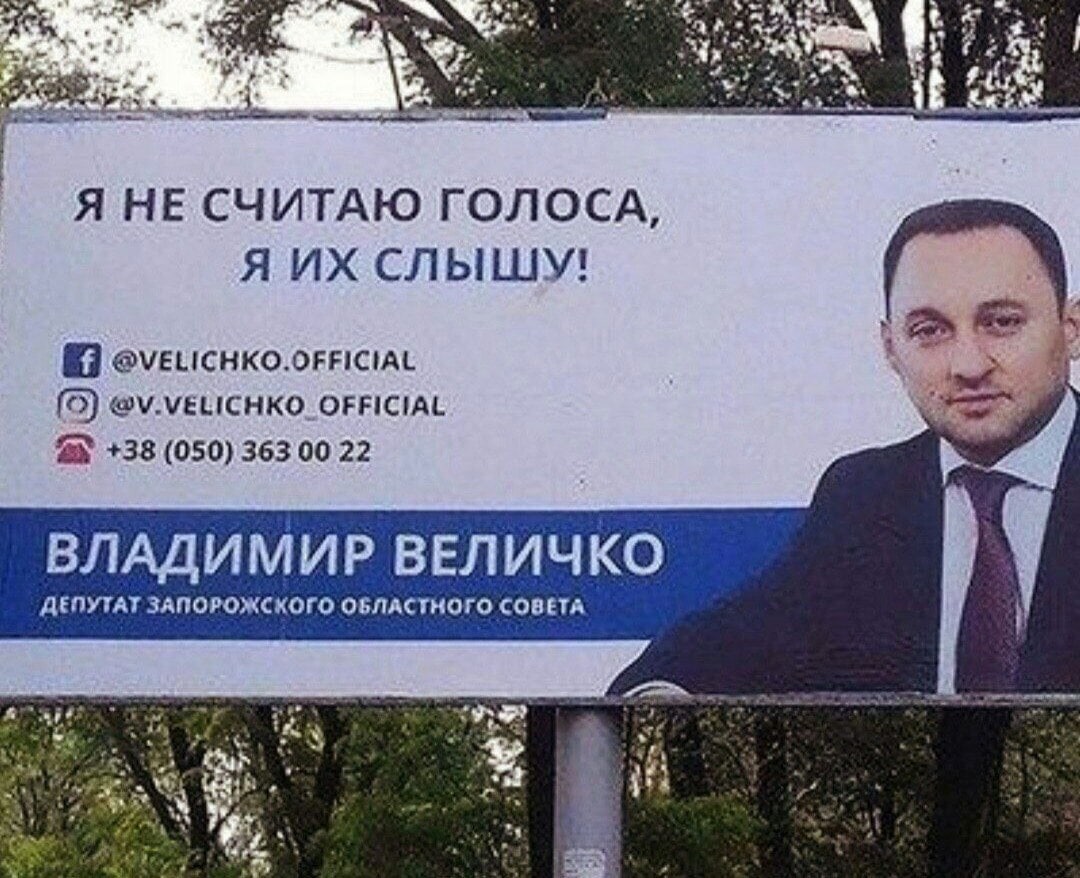 Я НЕ СЧИТАЮ ГОЛОСА,
Я ИХ СЛЫШУ!
@VELICHKO.OFFICIAL
@V.VELICHKO_OFFICIAL
+38 (050) 363 00 22
ВЛАДИМИР ВЕЛИЧКО
ДЕПУТАТ ЗАПОРОЖСКОГО ОБЛАСТНОГО СОВЕТА